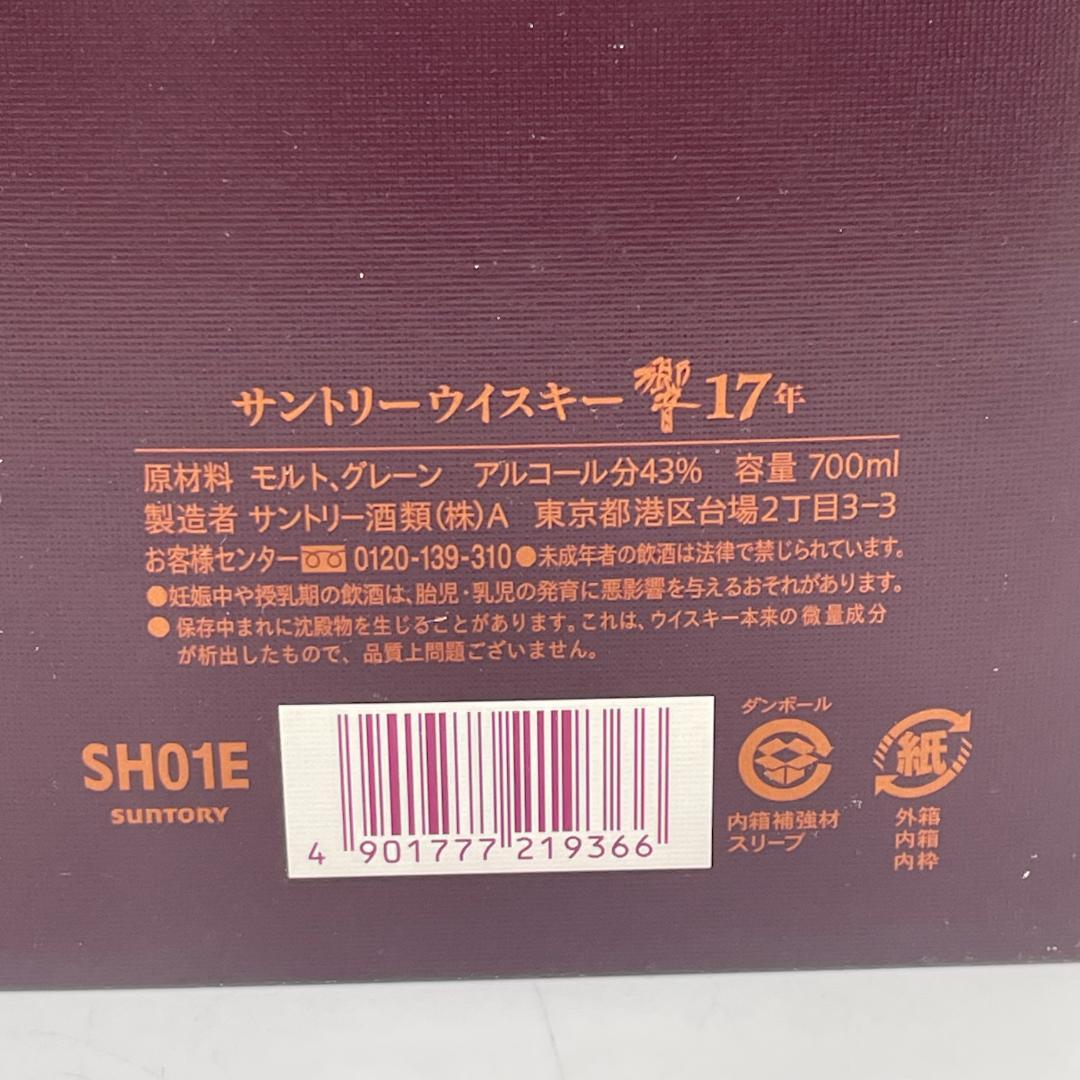 サントリーウイスキー 響 17年
原材料 モルト、グレーン アルコール分43% 容量 700ml
製造者 サントリー酒類(株)A 東京都港区台場2丁目3-3
お客様センター 0120-139-310 ●未成年者の飲酒は法律で禁じられています。
●妊娠中や授乳期の飲酒は、胎児・乳児の発育に悪影響を与えるおそれがあります。
●保存中まれに沈殿物を生じることがあります。これは、ウイスキー本来の微量成分
が析出したもので、品質上問題ございません。
SH01E
SUNTORY
4 901777 219366
ダンボール
内箱補強材
スリーブ
紙
外箱
内箱
内枠